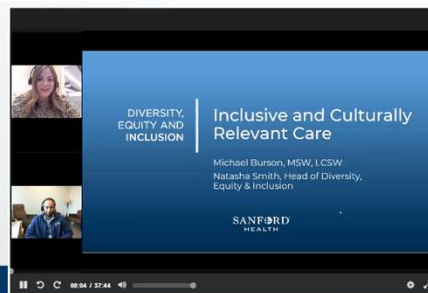 DIVERSITY,
EQUITY AND
INCLUSION
Inclusive and Culturally
Relevant Care
Michael Burson, MSW, LCSW
Natasha Smith, Head of Diversity,
Equity & Inclusion
SANFORD
HEALTH
00:04 / 37:44